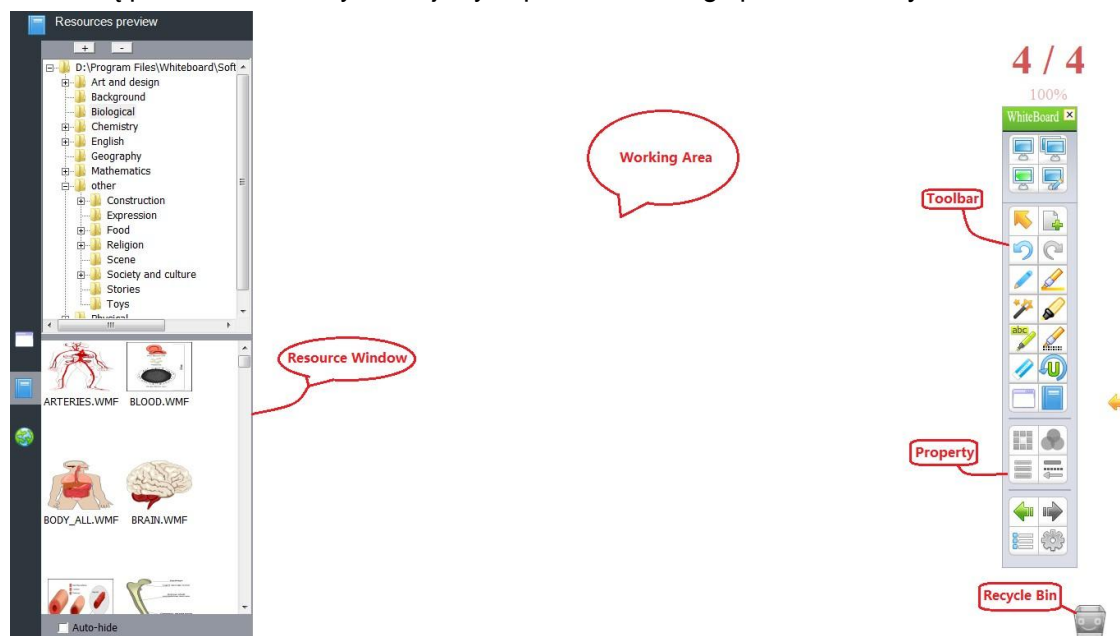 Resources preview
+ -
D:\Program Files\Whiteboard\Soft
Art and design
Background
Biological
Chemistry
English
Geography
Mathematics
other
Construction
Expression
Food
Religion
Scene
Society and culture
Stories
Toys
Physical
ARTERIES.WMF BLOOD.WMF
BODY_ALL.WMF BRAIN.WMF
Auto-hide
Working Area
Resource Window
4 / 4
100%
WhiteBoard
Toolbar
abc
Property
Recycle Bin